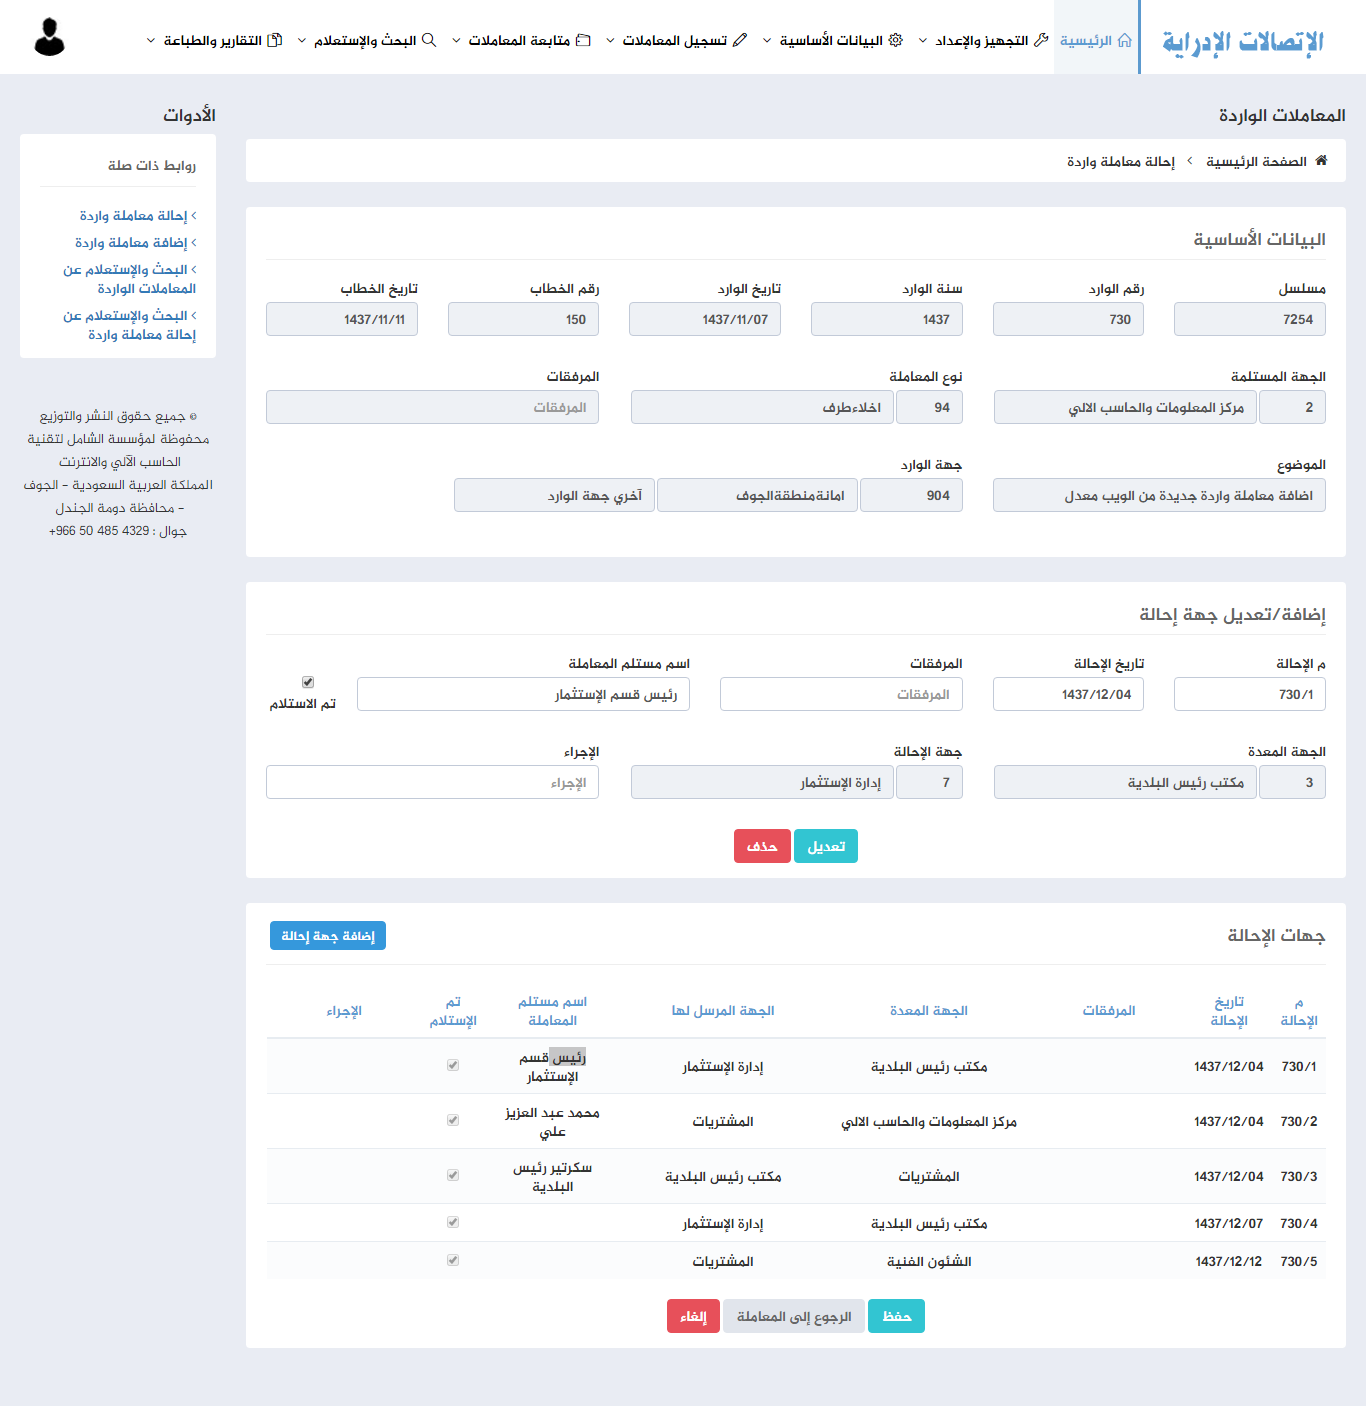 الإتصالات الإدراية
الرئيسية
التجهيز والإعداد
البيانات الأساسية
تسجيل المعاملات
متابعة المعاملات
البحث والإستعلام
التقارير والطباعة
المعاملات الواردة
الصفحة الرئيسية › إحالة معاملة واردة
البيانات الأساسية
مسلسل رقم الوارد سنة الوارد تاريخ الوارد رقم الخطاب تاريخ الخطاب
7254 730 1437 1437/11/07 150 1437/11/11
الجهة المستلمة نوع المعاملة المرفقات
2 مركز المعلومات والحاسب الالي 94 اخلاءطرف المرفقات
الموضوع جهة الوارد
اضافة معاملة واردة جديدة من الويب معدل 904 امانةمنطقةالجوف آخري جهة الوارد
إضافة/تعديل جهة إحالة
م الإحالة تاريخ الإحالة المرفقات اسم مستلم المعاملة
730/1 1437/12/04 المرفقات رئيس قسم الإستثمار تم الاستلام
الجهة المعدة جهة الإحالة الإجراء
3 مكتب رئيس البلدية 7 إدارة الإستثمار الإجراء
تعديل حذف
جهات الإحالة إضافة جهة إحالة
م الإحالة تاريخ الإحالة المرفقات الجهة المعدة الجهة المرسل لها اسم مستلم المعاملة تم الإستلام الإجراء
730/1 1437/12/04 مكتب رئيس البلدية إدارة الإستثمار رئيس قسم الإستثمار
730/2 1437/12/04 مركز المعلومات والحاسب الالي المشتريات محمد عبد العزيز علي
730/3 1437/12/04 المشتريات مكتب رئيس البلدية سكرتير رئيس البلدية
730/4 1437/12/07 مكتب رئيس البلدية إدارة الإستثمار
730/5 1437/12/12 الشئون الفنية المشتريات
حفظ الرجوع إلى المعاملة إلغاء
الأدوات
روابط ذات صلة
› إحالة معاملة واردة
› إضافة معاملة واردة
› البحث والإستعلام عن
المعاملات الواردة
› البحث والإستعلام عن
إحالة معاملة واردة
© جميع حقوق النشر والتوزيع
محفوظة لمؤسسة الشامل لتقنية
الحاسب الآلي والانترنت
المملكة العربية السعودية - الجوف
- محافظة دومة الجندل
جوال : 4329 485 50 966+